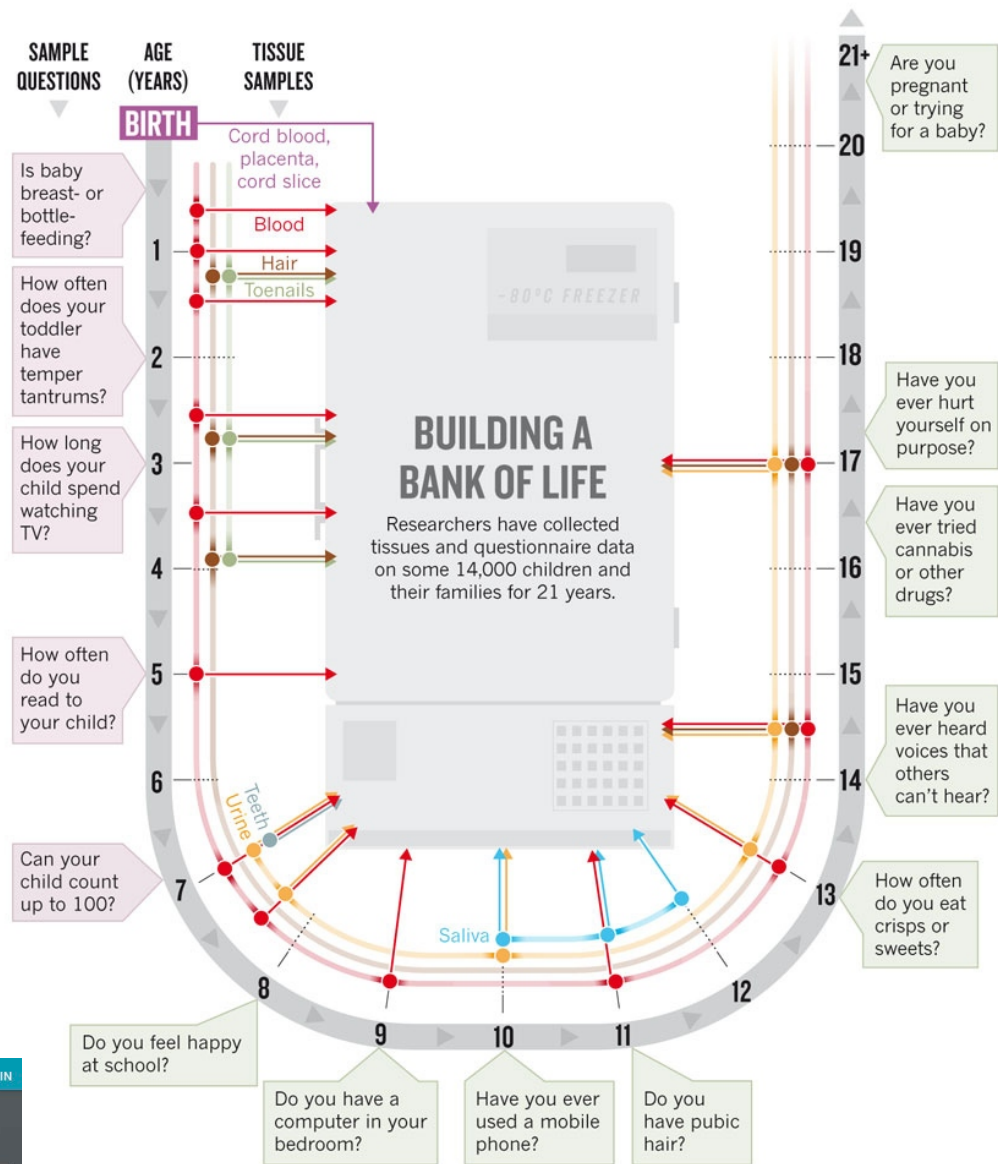 SAMPLE
QUESTIONS
AGE
(YEARS)
TISSUE
SAMPLES
BIRTH
Cord blood,
placenta,
cord slice
Is baby
breast- or
bottle-
feeding?
Blood
1
Hair
Toenails
How often
does your
toddler
have
temper
tantrums?
2
How long
does your
child spend
watching
TV?
3
4
How often
do you
read to
your child?
5
6
Teeth
Urine
Can your
child count
up to 100?
7
-80°C FREEZER
BUILDING A
BANK OF LIFE
Researchers have collected
tissues and questionnaire data
on some 14,000 children and
their families for 21 years.
Saliva
8
Do you feel happy
at school?
9
Do you have a
computer in your
bedroom?
10
Have you ever
used a mobile
phone?
11
Do you
have pubic
hair?
12
13
How often
do you eat
crisps or
sweets?
14
Have you
ever heard
voices that
others
can't hear?
15
16
Have you
ever tried
cannabis
or other
drugs?
17
Have you
ever hurt
yourself on
purpose?
18
19
20
21+
Are you
pregnant
or trying
for a baby?
IN